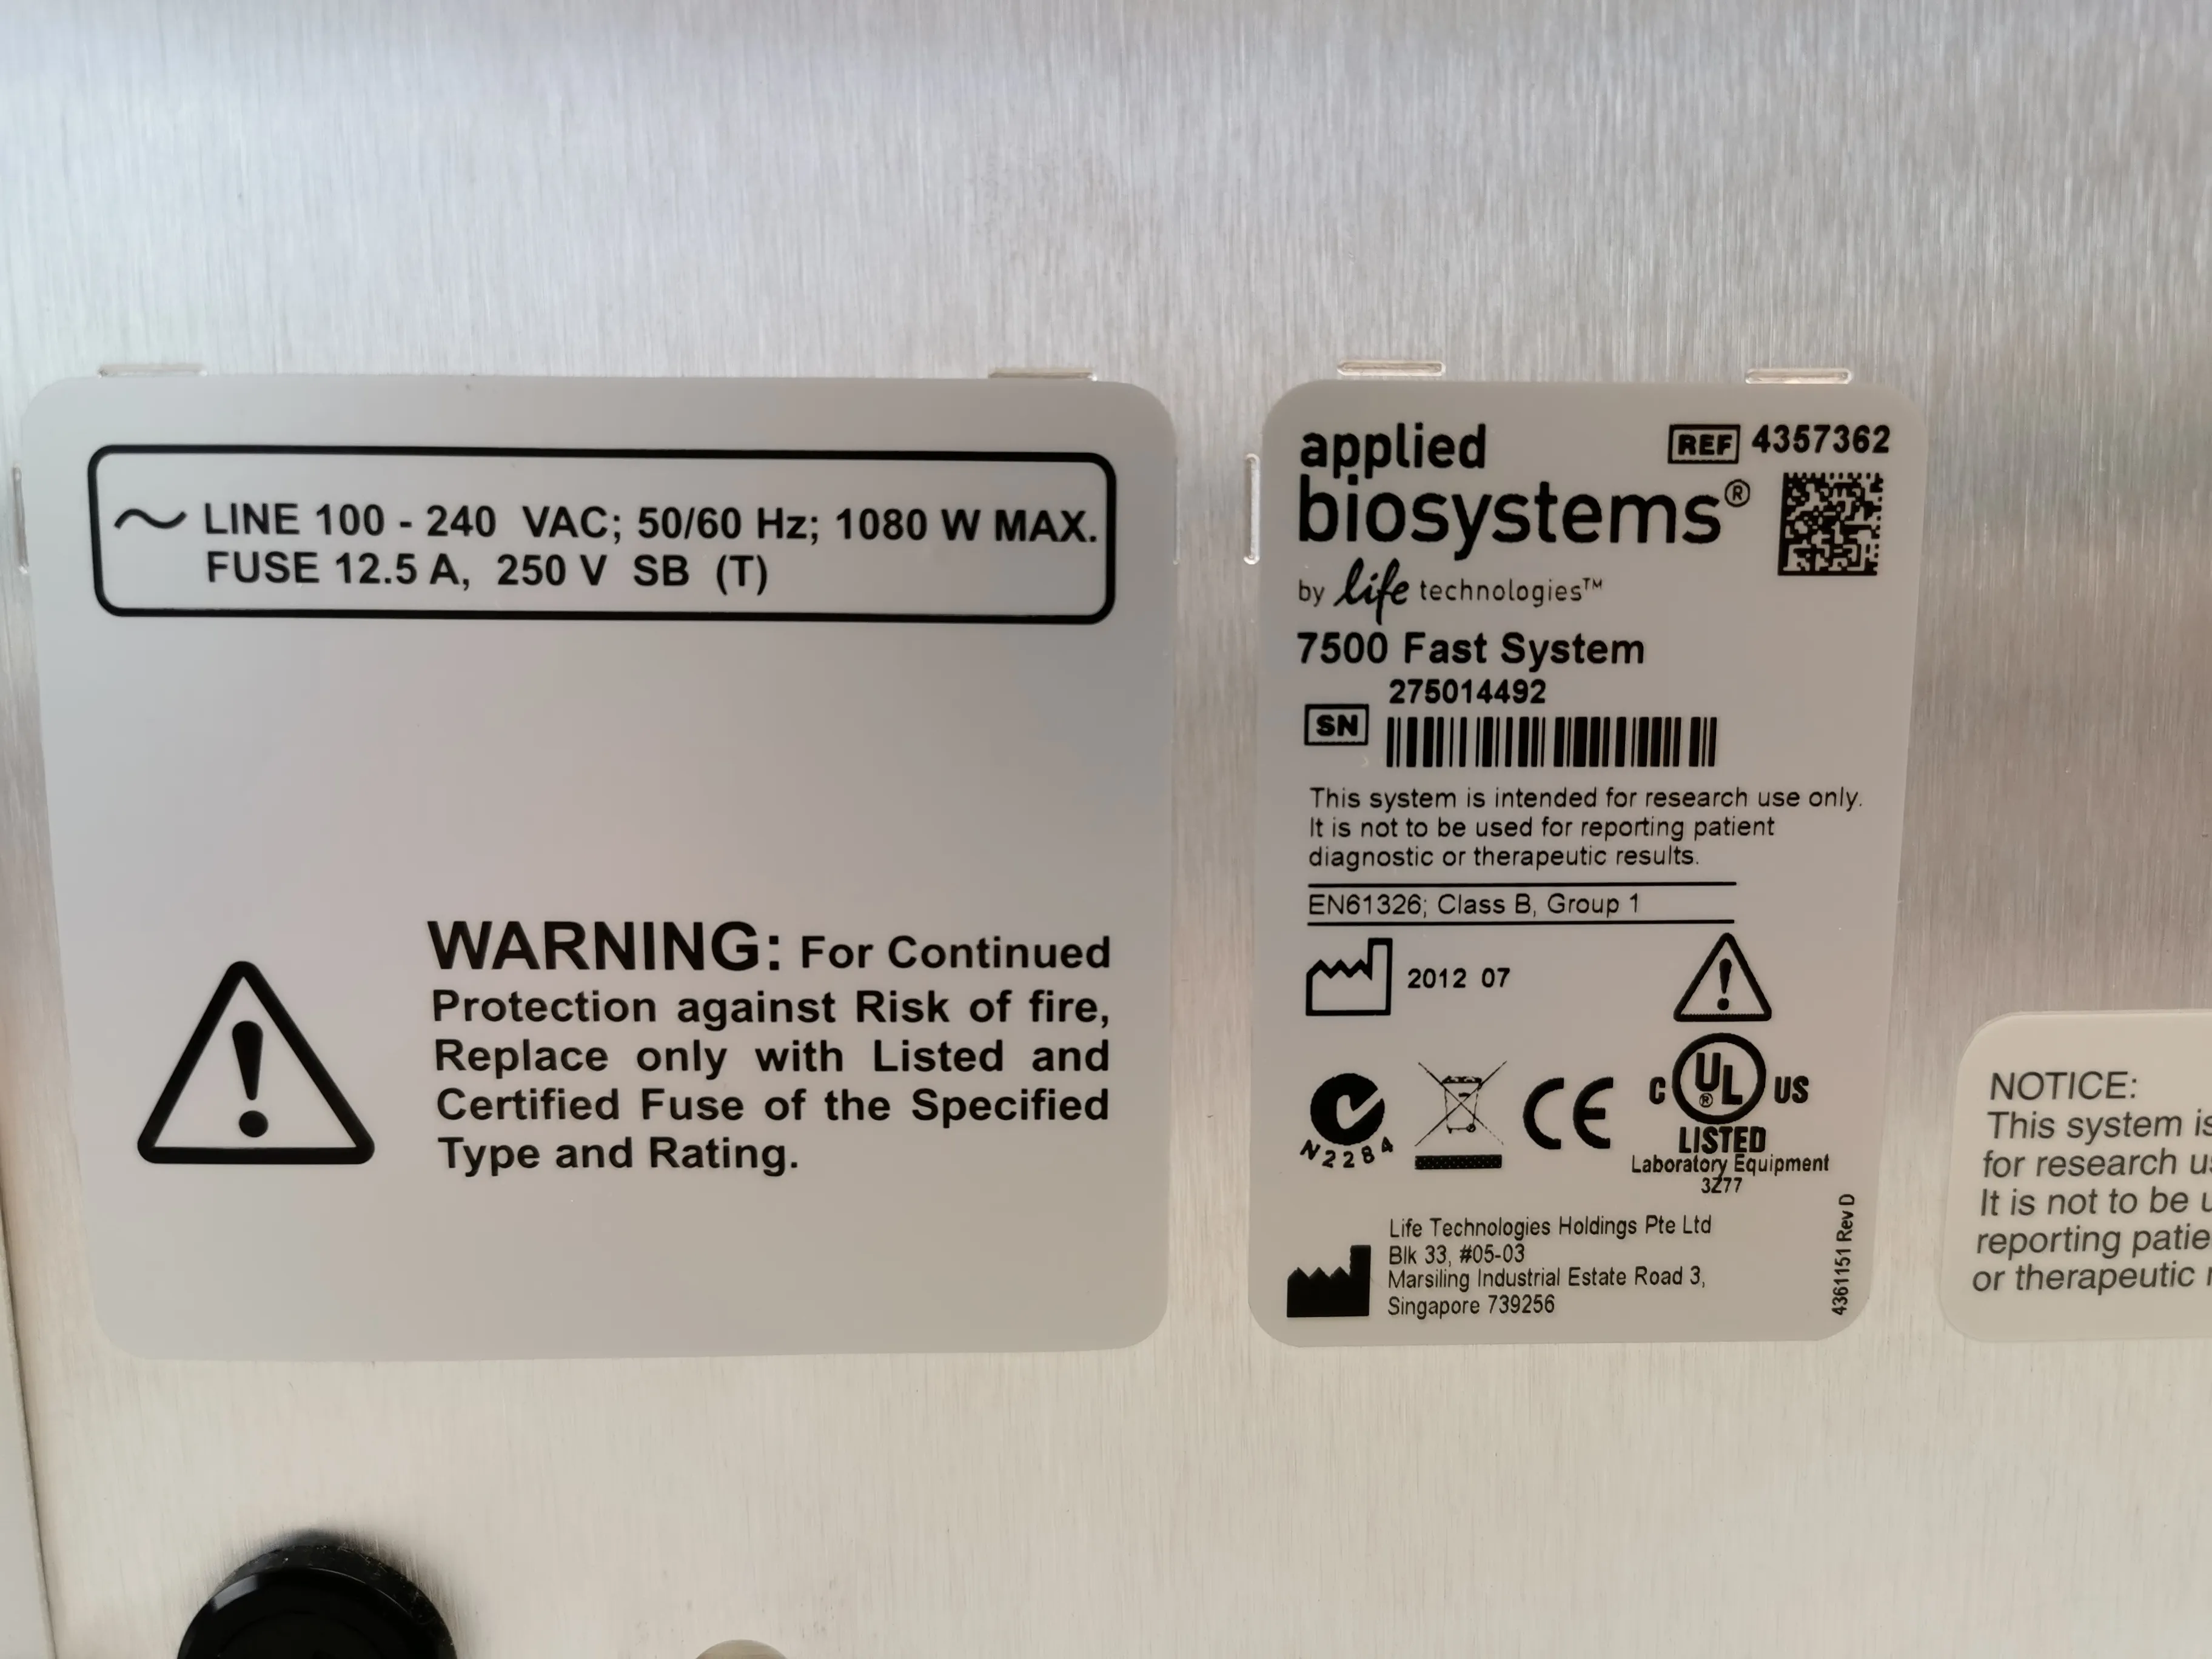 LINE 100 - 240 VAC; 50/60 Hz; 1080 W MAX.
FUSE 12.5 A, 250 V SB (T)
WARNING: For Continued
Protection against Risk of fire,
Replace only with Listed and
Certified Fuse of the Specified
Type and Rating.
applied
biosystems®
by life technologies™
REF 4357362
7500 Fast System
275014492
SN
This system is intended for research use only.
It is not to be used for reporting patient
diagnostic or therapeutic results.
EN61326; Class B, Group 1
2012 07
N2284
CE
C UL® US
LISTED
Laboratory Equipment
3Z77
Life Technologies Holdings Pte Ltd
Blk 33, #05-03
Marsiling Industrial Estate Road 3,
Singapore 739256
4361151 Rev D
NOTICE:
This system is
for research
It is not to be
reporting
or therapeutic